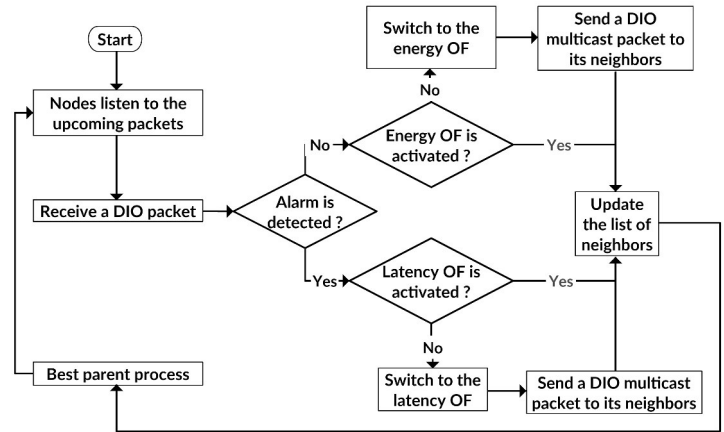 Start
Nodes listen to the
upcoming packets
Receive a DIO packet
Alarm is
detected ?
No
Energy OF is
activated ?
No
Switch to the
energy OF
Send a DIO
multicast packet to
its neighbors
Yes
Update
the list of
neighbors
Yes
Latency OF is
activated ?
Yes
No
Switch to the
latency OF
Send a DIO multicast
packet to its neighbors
Best parent process